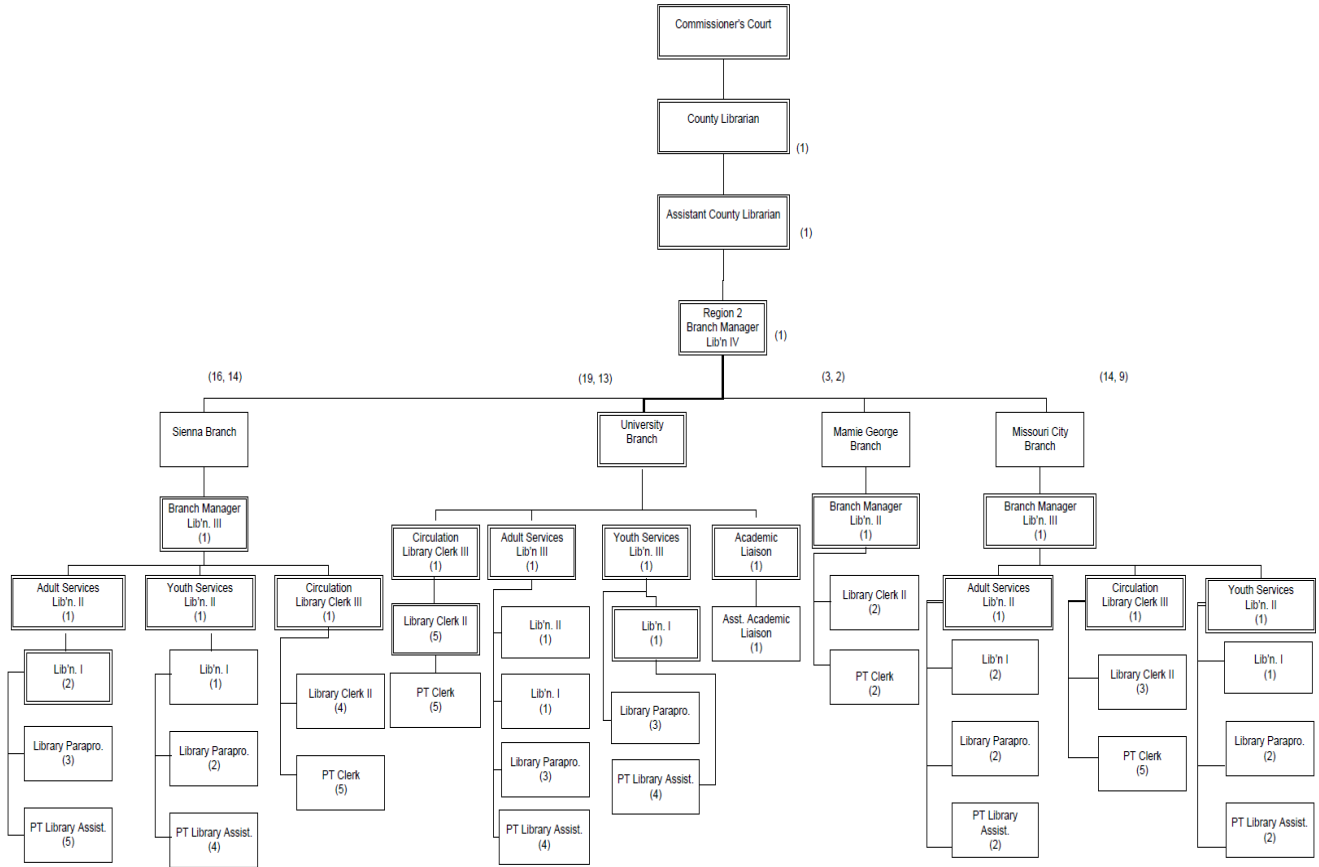 Commissioner's Court
County Librarian
(1)
Assistant County Librarian
(1)
Region 2
Branch Manager
Lib'n IV
(1)
(16, 14)
(19, 13)
(3, 2)
(14, 9)
Sienna Branch
University
Branch
Mamie George
Branch
Missouri City
Branch
Branch Manager
Lib'n. III
(1)
Adult Services
Lib'n. II
(1)
Youth Services
Lib'n. II
(1)
Circulation
Library Clerk III
(1)
Lib'n. I
(2)
Library Parapro.
(3)
PT Library Assist.
(5)
Lib'n. I
(1)
Library Parapro.
(2)
PT Library Assist.
(4)
Library Clerk II
(4)
PT Clerk
(5)
Circulation
Library Clerk III
(1)
Library Clerk II
(5)
PT Clerk
(5)
Adult Services
Lib'n III
(1)
Lib'n. II
(1)
Lib'n. I
(1)
Library Parapro.
(3)
PT Library Assist.
(4)
Youth Services
Lib'n. III
(1)
Lib'n. I
(1)
Library Parapro.
(3)
PT Library Assist.
(4)
Academic
Liaison
(1)
Asst. Academic
Liaison
(1)
Branch Manager
Lib'n. II
(1)
Library Clerk II
(2)
PT Clerk
(2)
Branch Manager
Lib'n. III
(1)
Adult Services
Lib'n. II
(1)
Lib'n I
(2)
Library Parapro.
(2)
PT Library
Assist.
(2)
Circulation
Library Clerk III
(1)
Library Clerk II
(3)
PT Clerk
(5)
Youth Services
Lib'n. II
(1)
Lib'n. I
(1)
Library Parapro.
(2)
PT Library Assist.
(2)